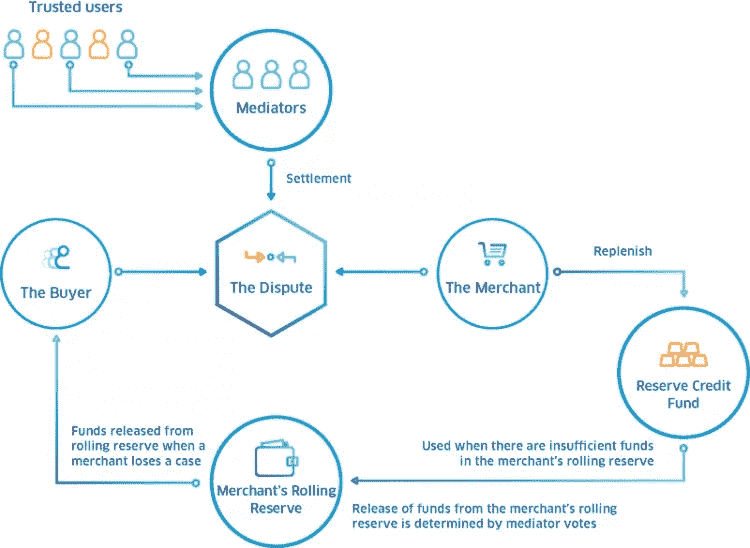 Trusted users
Mediators
Settlement
The Buyer
The Dispute
The Merchant
Replenish
Reserve Credit
Fund
Funds released from
rolling reserve when a
merchant loses a case
Merchant's Rolling
Reserve
Used when there are insufficient funds
in the merchant's rolling reserve
Release of funds from the merchant's rolling
reserve is determined by mediator votes